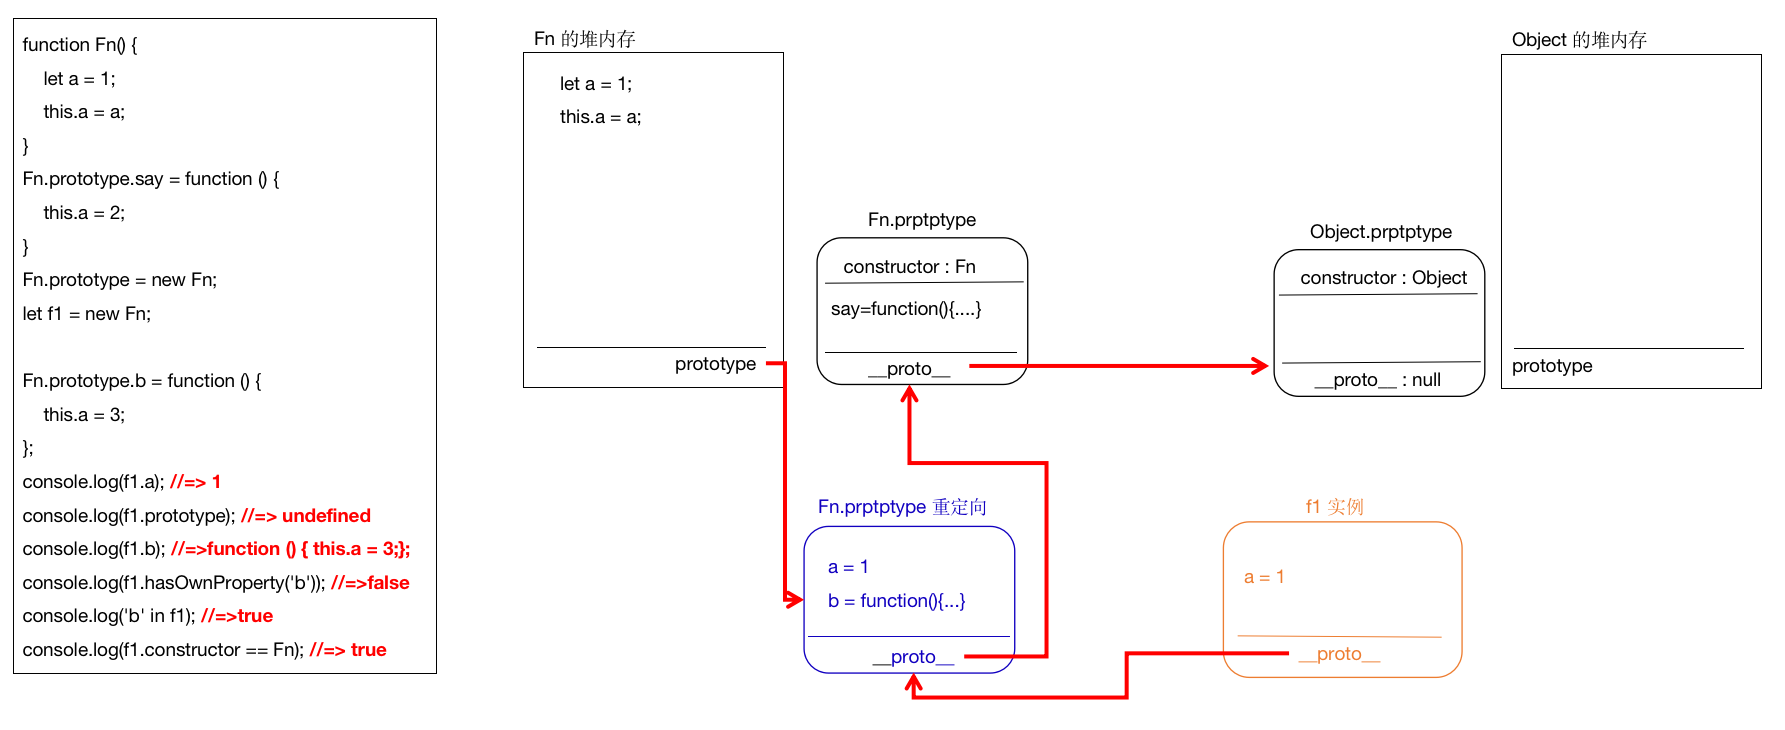 function Fn() {
let a = 1;
this.a = a;
}
Fn.prototype.say = function () {
this.a = 2;
}
Fn.prototype = new Fn;
let f1 = new Fn;
Fn.prototype.b = function () {
this.a = 3;
};
console.log(f1.a); //=> 1
console.log(f1.prototype); //=> undefined
console.log(f1.b); //=>function () { this.a = 3;};
console.log(f1.hasOwnProperty('b')); //=>false
console.log('b' in f1); //=>true
console.log(f1.constructor == Fn); //=> true
Fn 的堆内存
let a = 1;
this.a = a;
prototype
Fn.prptptype
constructor : Fn
say=function(){....}
__proto__
Object.prptptype
constructor : Object
__proto__ : null
Object 的堆内存
prototype
Fn.prptptype 重定向
a = 1
b = function(){...}
__proto__
f1 实例
a = 1
__proto__